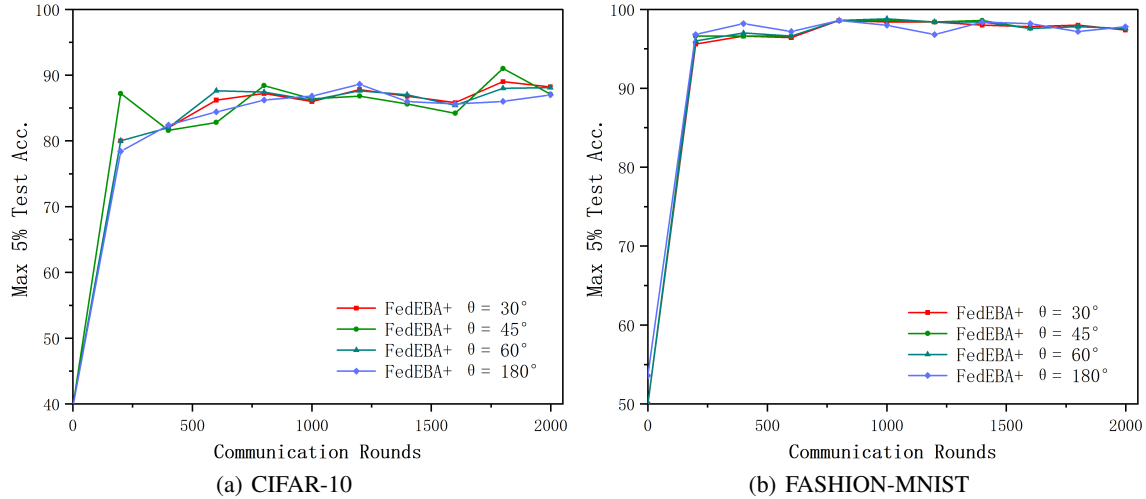 100
90
80
70
60
50
40
Max 5% Test Acc.
0
500
1000
1500
2000
Communication Rounds
FedEBA+ θ = 30°
FedEBA+ θ = 45°
FedEBA+ θ = 60°
FedEBA+ θ = 180°
(a) CIFAR-10
100
90
80
70
60
50
Max 5% Test Acc.
0
500
1000
1500
2000
Communication Rounds
FedEBA+ θ = 30°
FedEBA+ θ = 45°
FedEBA+ θ = 60°
FedEBA+ θ = 180°
(b) FASHION-MNIST